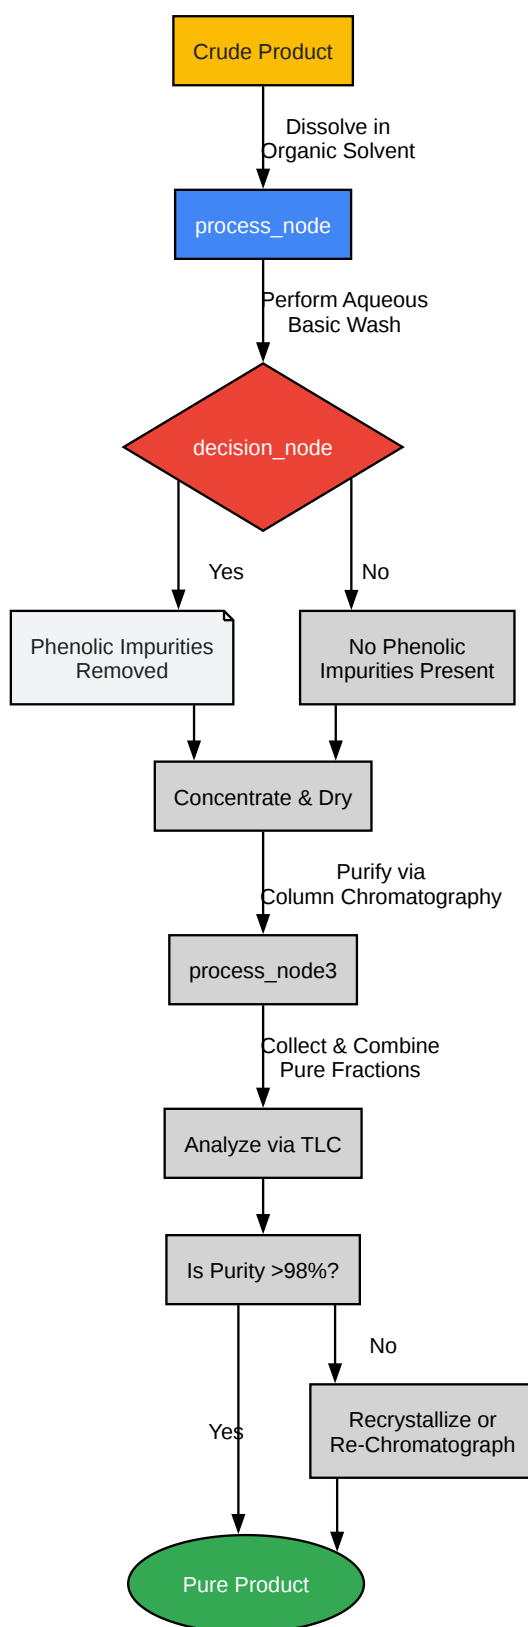 Crude Product
Dissolve in
Organic Solvent
process_node
Perform Aqueous
Basic Wash
decision_node
Yes
No
Phenolic Impurities
Removed
No Phenolic
Impurities Present
Concentrate & Dry
Purify via
Column Chromatography
process_node3
Collect & Combine
Pure Fractions
Analyze via TLC
Is Purity >98%?
No
Recrystallize or
Re-Chromatograph
Yes
Pure Product